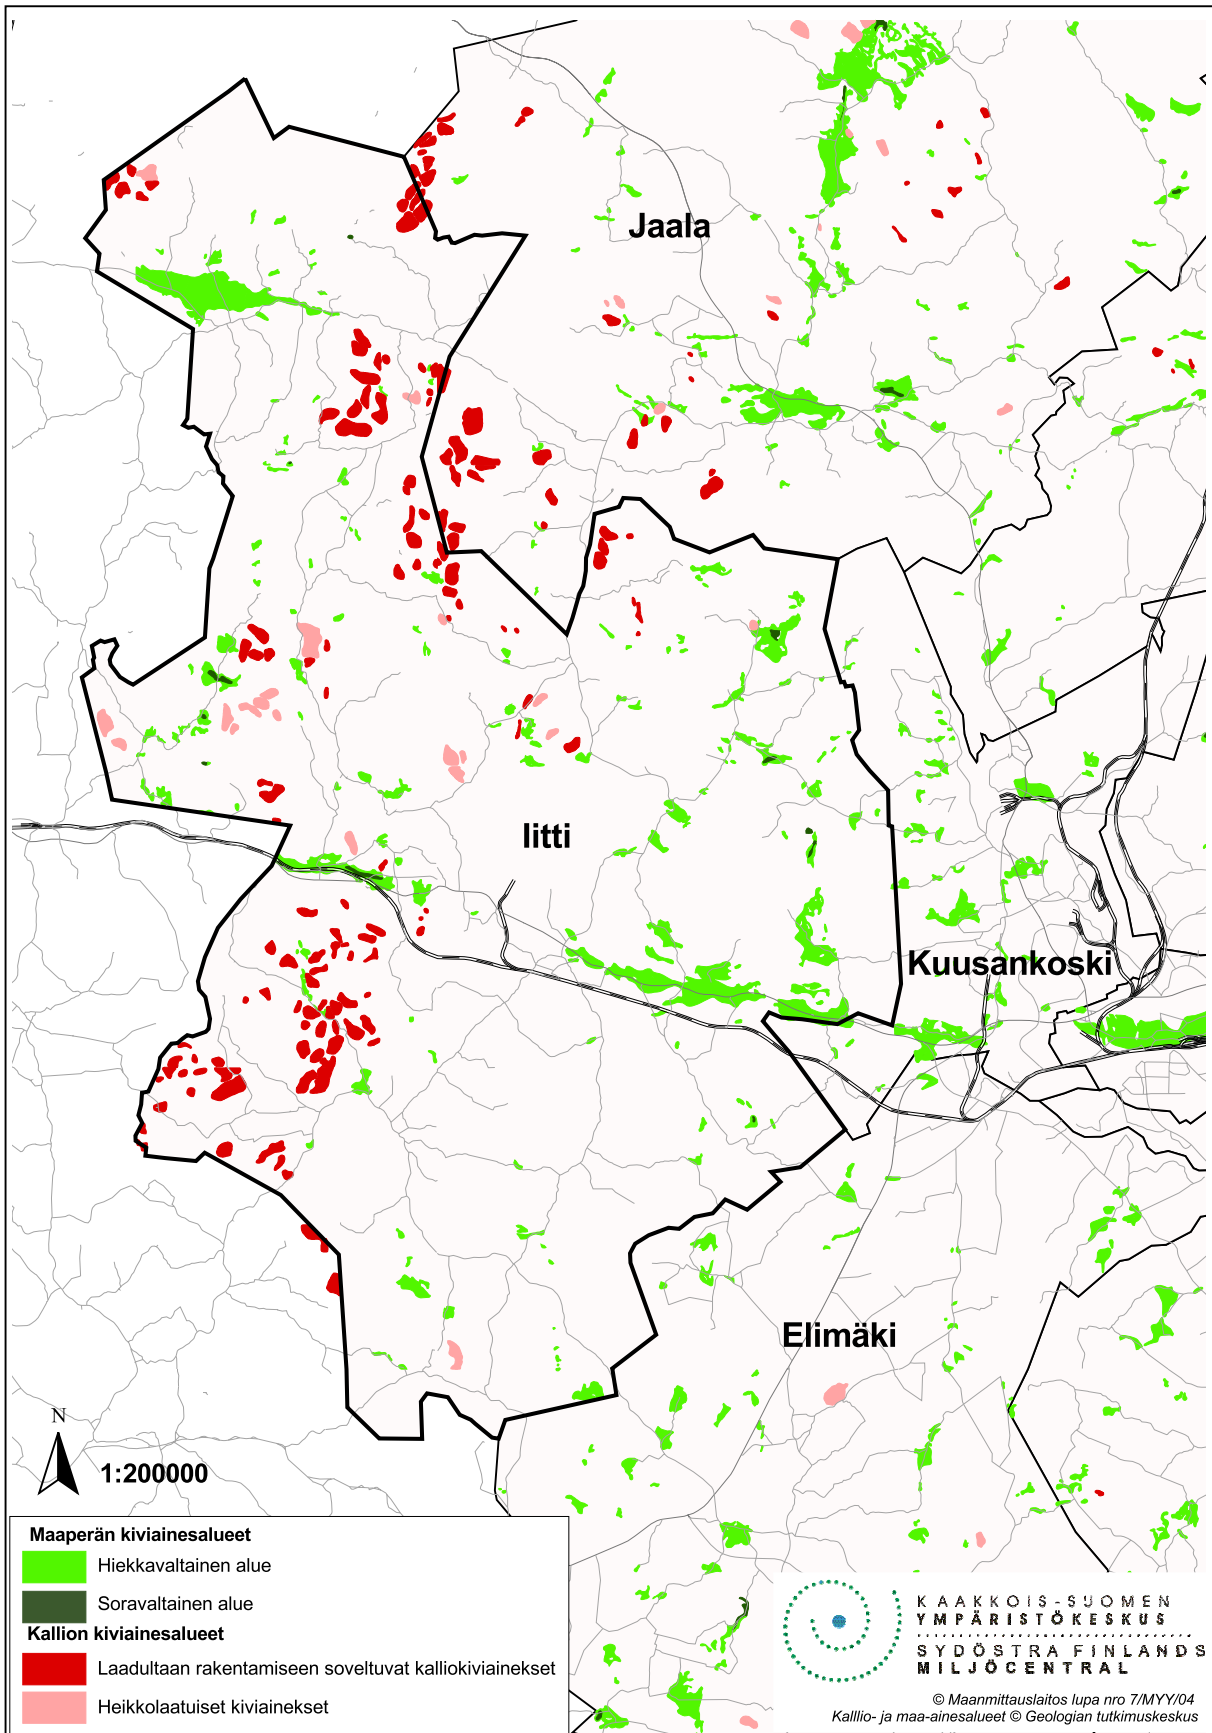 Jaala
Iitti
Kuusankoski
Elimäki
N
1:200000
Maaperän kiviainesalueet
Hiekkavaltainen alue
Soravaltainen alue
Kallion kiviainesalueet
Laadultaan rakentamiseen soveltuvat kalliokiviainekset
Heikkolaatuiset kiviainekset
KAAKKOIS-SUOMEN
YMPÄRISTÖKESKUS
SYDÖSTRA FINLANDS
MILJÖCENTRAL
© Maanmittauslaitos lupa nro 7/MYY/04
Kalllio- ja maa-ainesalueet © Geologian tutkimuskeskus